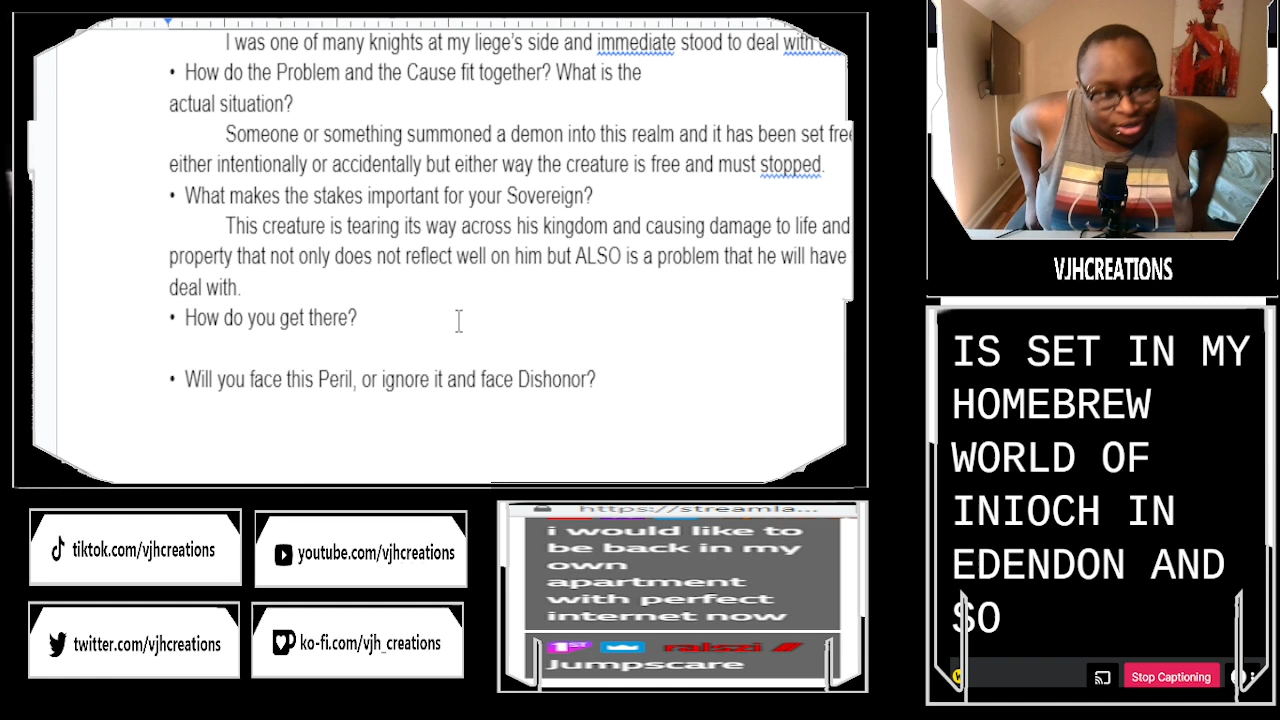 I was one of many knights at my liege's side and immediate stood to deal with
• How do the Problem and the Cause fit together? What is the
actual situation?
Someone or something summoned a demon into this realm and it has been set free
either intentionally or accidentally but either way the creature is free and must stopped.
• What makes the stakes important for your Sovereign?
This creature is tearing its way across his kingdom and causing damage to life and
property that not only does not reflect well on him but ALSO is a problem that he will have
deal with.
• How do you get there?
• Will you face this Peril, or ignore it and face Dishonor?
VJHCREATIONS
IS SET IN MY
HOMEBREW
WORLD OF
INIOCH IN
EDENDON AND
SO
Stop Captioning
tiktok.com/vjhcreations
youtube.com/vjhcreations
twitter.com/vjhcreations
ko-fi.com/vjh_creations
https://streamla...
i would like to
be back in my
own
apartment
with perfect
internet now
1ST ralszi
Jumpscare